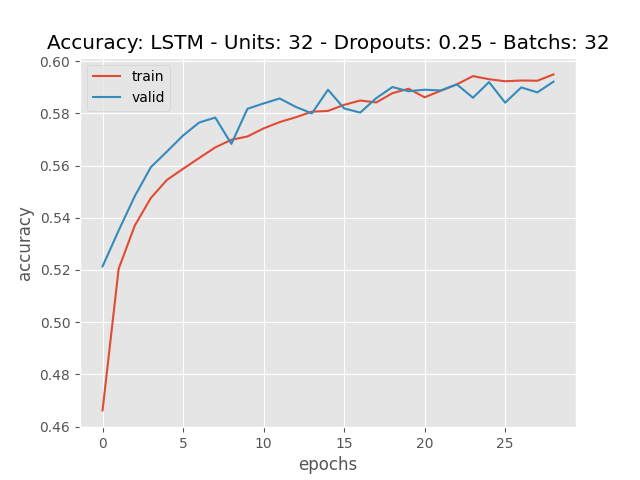 Accuracy: LSTM - Units: 32 - Dropouts: 0.25 - Batchs: 32
train
valid
accuracy
0.60
0.58
0.56
0.54
0.52
0.50
0.48
0.46
0 5 10 15 20 25
epochs